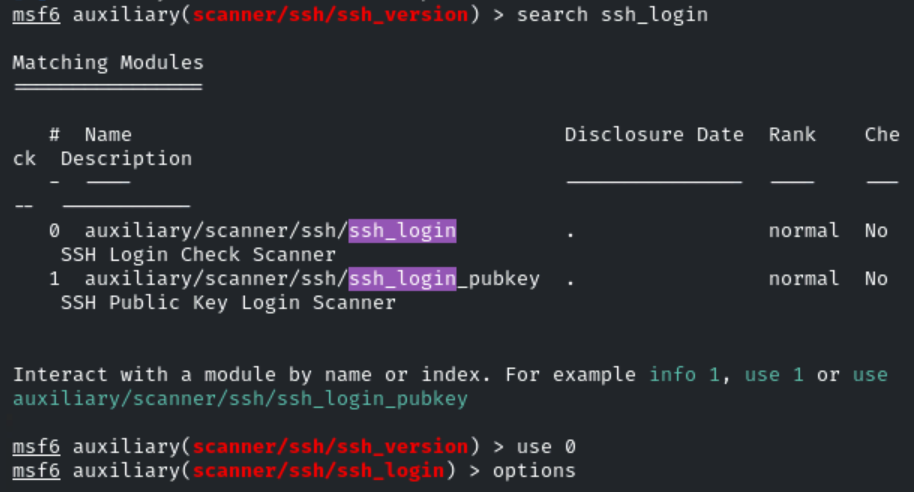 msf6 auxiliary(scanner/ssh/ssh_version) > search ssh_login
Matching Modules
================
# Name Disclosure Date Rank Che
ck Description
- ---- --------------- ---- ---
-- -----------
0 auxiliary/scanner/ssh/ssh_login . normal No
SSH Login Check Scanner
1 auxiliary/scanner/ssh/ssh_login_pubkey . normal No
SSH Public Key Login Scanner
Interact with a module by name or index. For example info 1, use 1 or use
auxiliary/scanner/ssh/ssh_login_pubkey
msf6 auxiliary(scanner/ssh/ssh_version) > use 0
msf6 auxiliary(scanner/ssh/ssh_login) > options